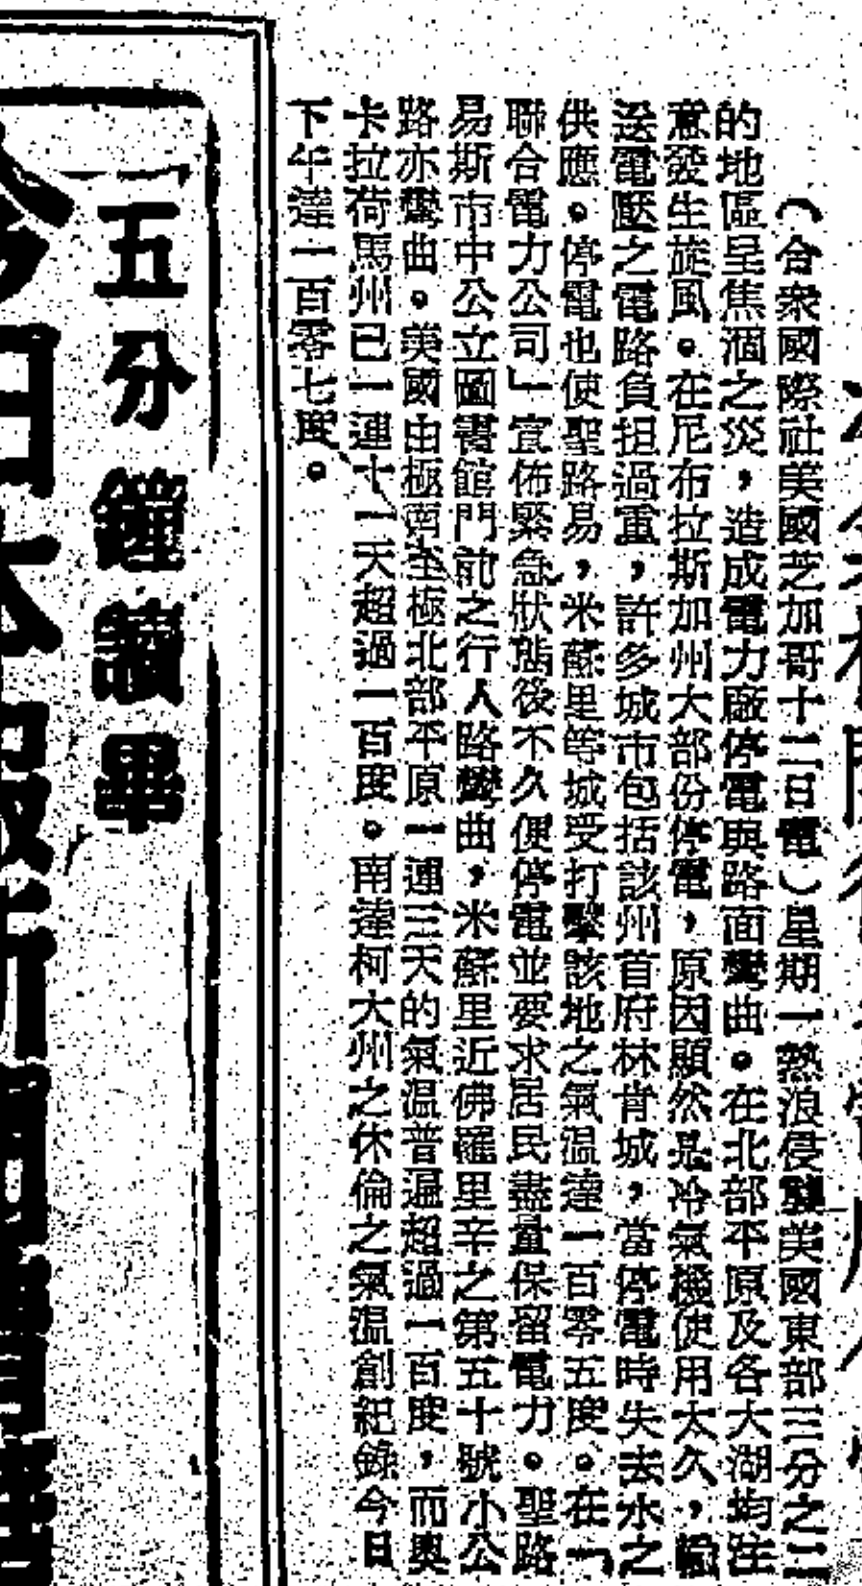 （合衆國際社美國芝加哥十二日電）星期一熱浪侵襲美國東部三分之二
的地區呈焦涸之災，造成電力廠停電與路面彎曲。在北部平原及各大湖均注
意發生旋風。在尼布拉斯加州大部份停電，原因顯然是冷氣機使用太久，輸
送電壓之電路負担過重，許多城市包括該州首府林肯城，當停電時失去水之
供應。停電也使聖路易，米蘇里等城受打擊該地之氣温達一百零五度。在「
聯合電力公司」宣佈緊急狀態後不久便停電並要求居民盡量保留電力。聖路
易斯市中公立圖書館門前之行人路彎曲，米蘇里近佛羅里辛之第五十號小公
路亦彎曲。美國由極南至極北部平原一連三天的氣温普遍超過一百度，而奥
卡拉荷馬州已一連十一天超過一百度。南達柯大州之休倫之氣温創紀錄今日
下午達一百零七度。
五分鐘讀畢
今日本報新聞